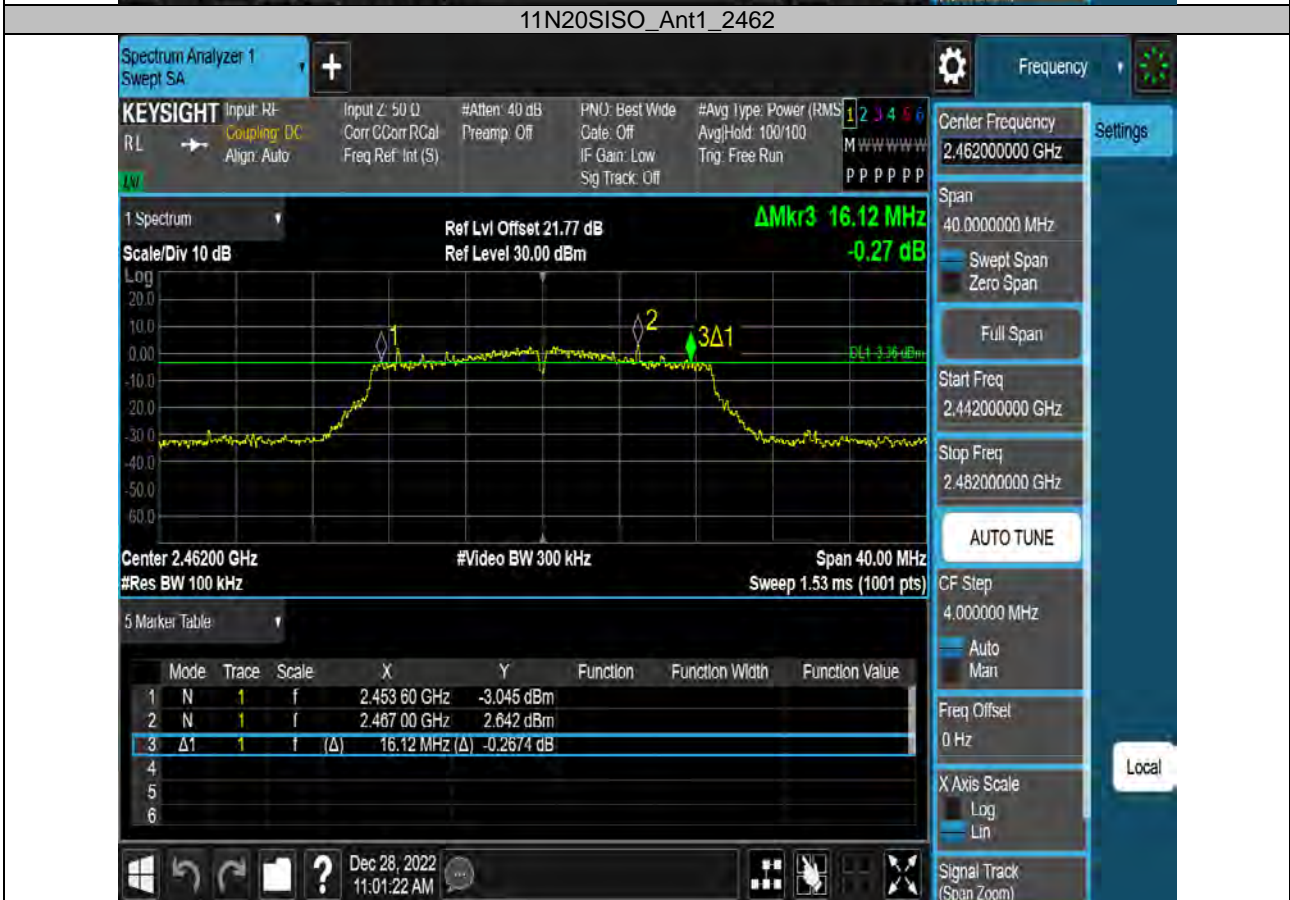 11N20SISO_Ant1_2462
Spectrum Analyzer 1
Swept SA
+
Frequency
KEYSIGHT
RL
Input: RF
Coupling: DC
Align: Auto
Input Z: 50 Ω
Corr CCorr RCal
Freq Ref: Int (S)
#Atten: 40 dB
Preamp: Off
PNO: Best Wide
Gate: Off
IF Gain: Low
Sig Track: Off
#Avg Type: Power (RMS
Avg|Hold: 100/100
Trig: Free Run
1 2 3 4 5 6
M W W W W W
P P P P P P
1 Spectrum
Scale/Div 10 dB
Ref Lvl Offset 21.77 dB
Ref Level 30.00 dBm
ΔMkr3 16.12 MHz
-0.27 dB
Log
20.0
10.0
0.00
-10.0
-20.0
-30.0
-40.0
-50.0
-60.0
1
2
3Δ1
DL1 -3.36 dBm
Center 2.46200 GHz
#Video BW 300 kHz
Span 40.00 MHz
#Res BW 100 kHz
Sweep 1.53 ms (1001 pts)
5 Marker Table
Mode Trace Scale X Y Function Function Width Function Value
1 N 1 f 2.453 60 GHz -3.045 dBm
2 N 1 f 2.467 00 GHz 2.642 dBm
3 Δ1 1 f (Δ) 16.12 MHz (Δ) -0.2674 dB
4
5
6
Dec 28, 2022
11:01:22 AM
Center Frequency
2.462000000 GHz
Settings
Span
40.0000000 MHz
Swept Span
Zero Span
Full Span
Start Freq
2.442000000 GHz
Stop Freq
2.482000000 GHz
AUTO TUNE
CF Step
4.000000 MHz
Auto
Man
Freq Offset
0 Hz
X Axis Scale
Log
Lin
Local
Signal Track
(Span Zoom)